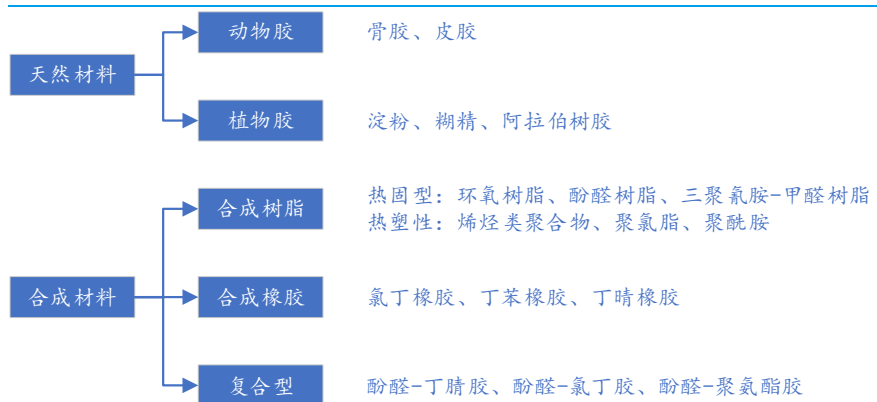 动物胶 骨胶、皮胶
天然材料
植物胶 淀粉、糊精、阿拉伯树胶
合成树脂 热固型：环氧树脂、酚醛树脂、三聚氰胺-甲醛树脂
热塑性：烯烃类聚合物、聚氯脂、聚酰胺
合成材料 合成橡胶 氯丁橡胶、丁苯橡胶、丁晴橡胶
复合型 酚醛-丁腈胶、酚醛-氯丁胶、酚醛-聚氨酯胶